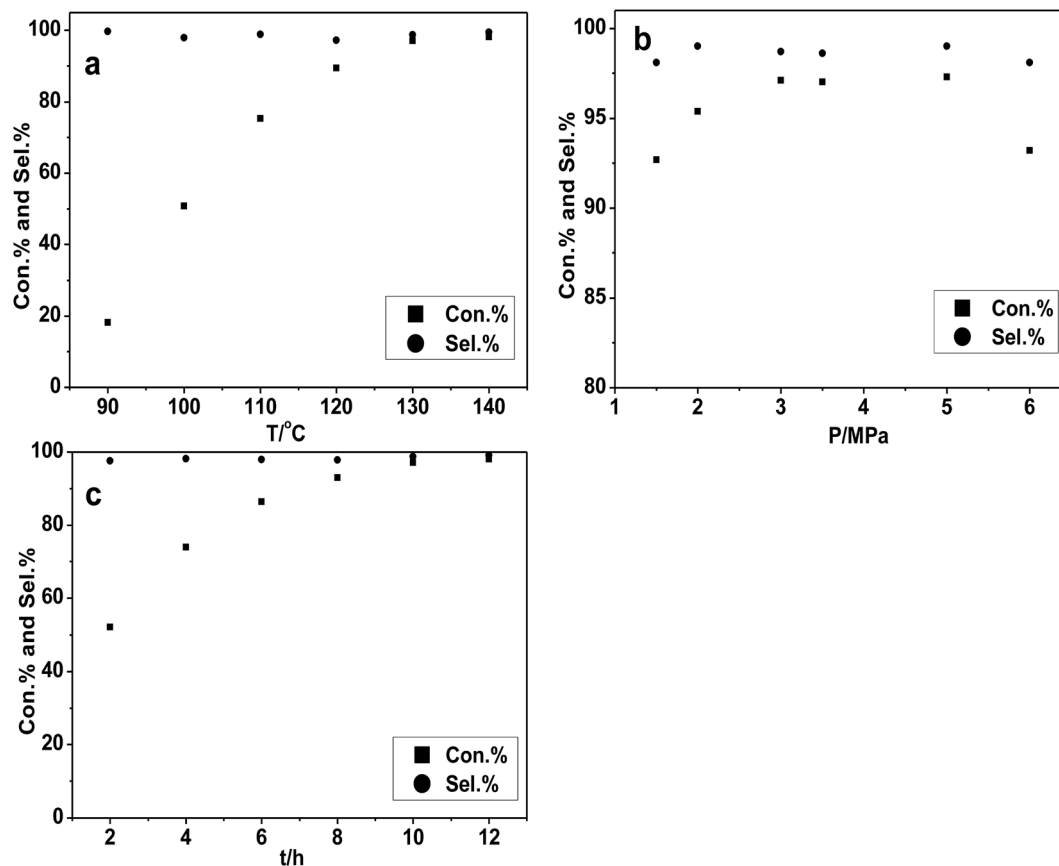 a
100
80
60
40
20
0
Con.% and Sel.%
Con.%
Sel.%
90 100 110 120 130 140
T/°C
b
100
95
90
85
80
Con.% and Sel.%
Con.%
Sel.%
1 2 3 4 5 6
P/MPa
c
100
80
60
40
20
0
Con.% and Sel.%
Con.%
Sel.%
2 4 6 8 10 12
t/h